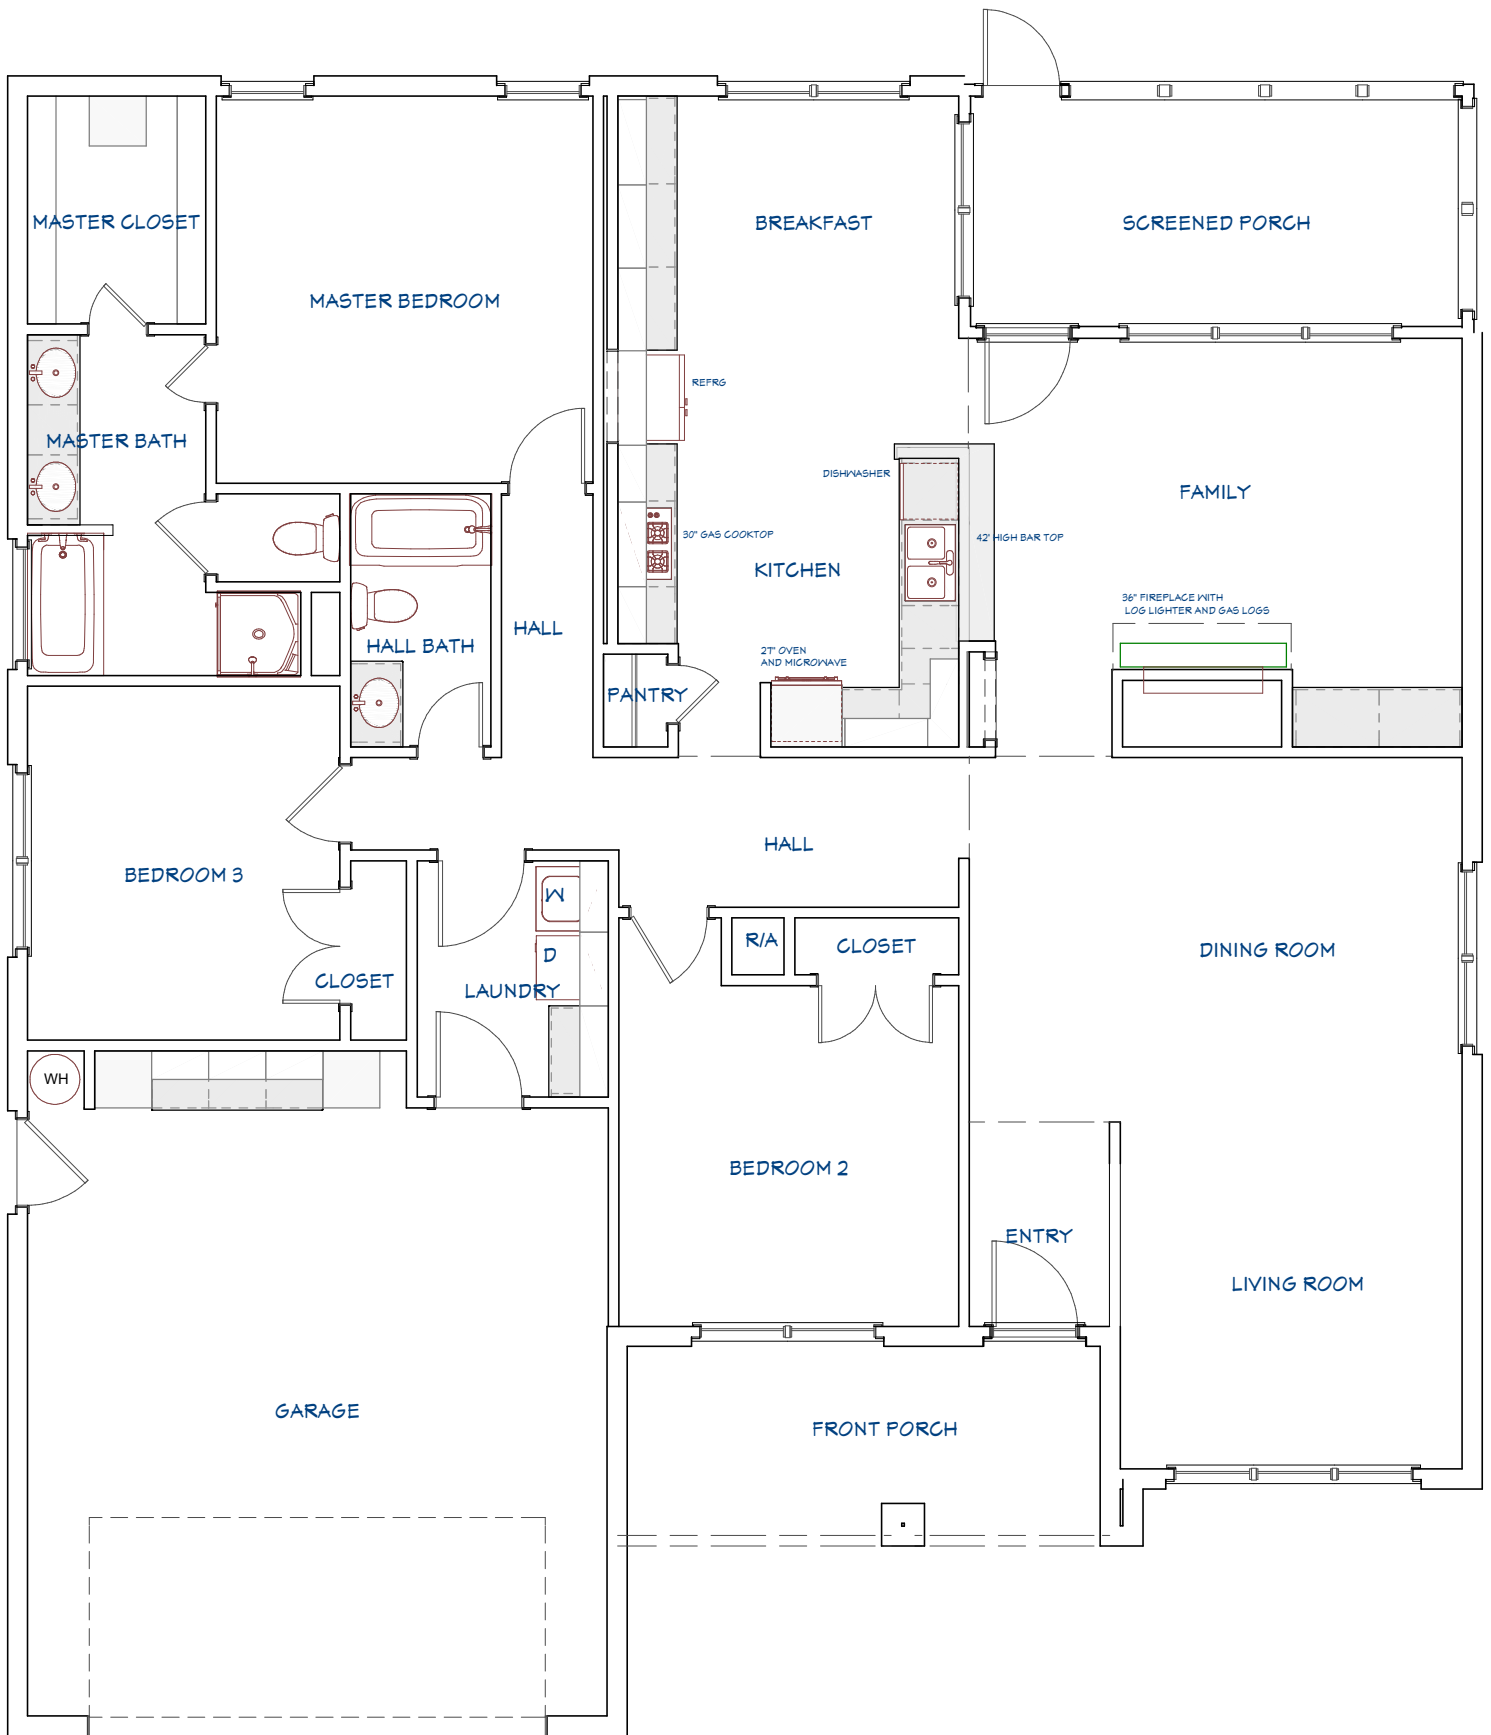 MASTER CLOSET
BREAKFAST
SCREENED PORCH
MASTER BEDROOM
REFRG
MASTER BATH
DISHWASHER
FAMILY
30" GAS COOKTOP
42' HIGH BAR TOP
KITCHEN
36" FIREPLACE WITH
LOG LIGHTER AND GAS LOGS
HALL
HALL BATH
27" OVEN
AND MICROWAVE
PANTRY
HALL
BEDROOM 3
W
R/A
CLOSET
DINING ROOM
D
CLOSET
LAUNDRY
WH
BEDROOM 2
ENTRY
LIVING ROOM
GARAGE
FRONT PORCH